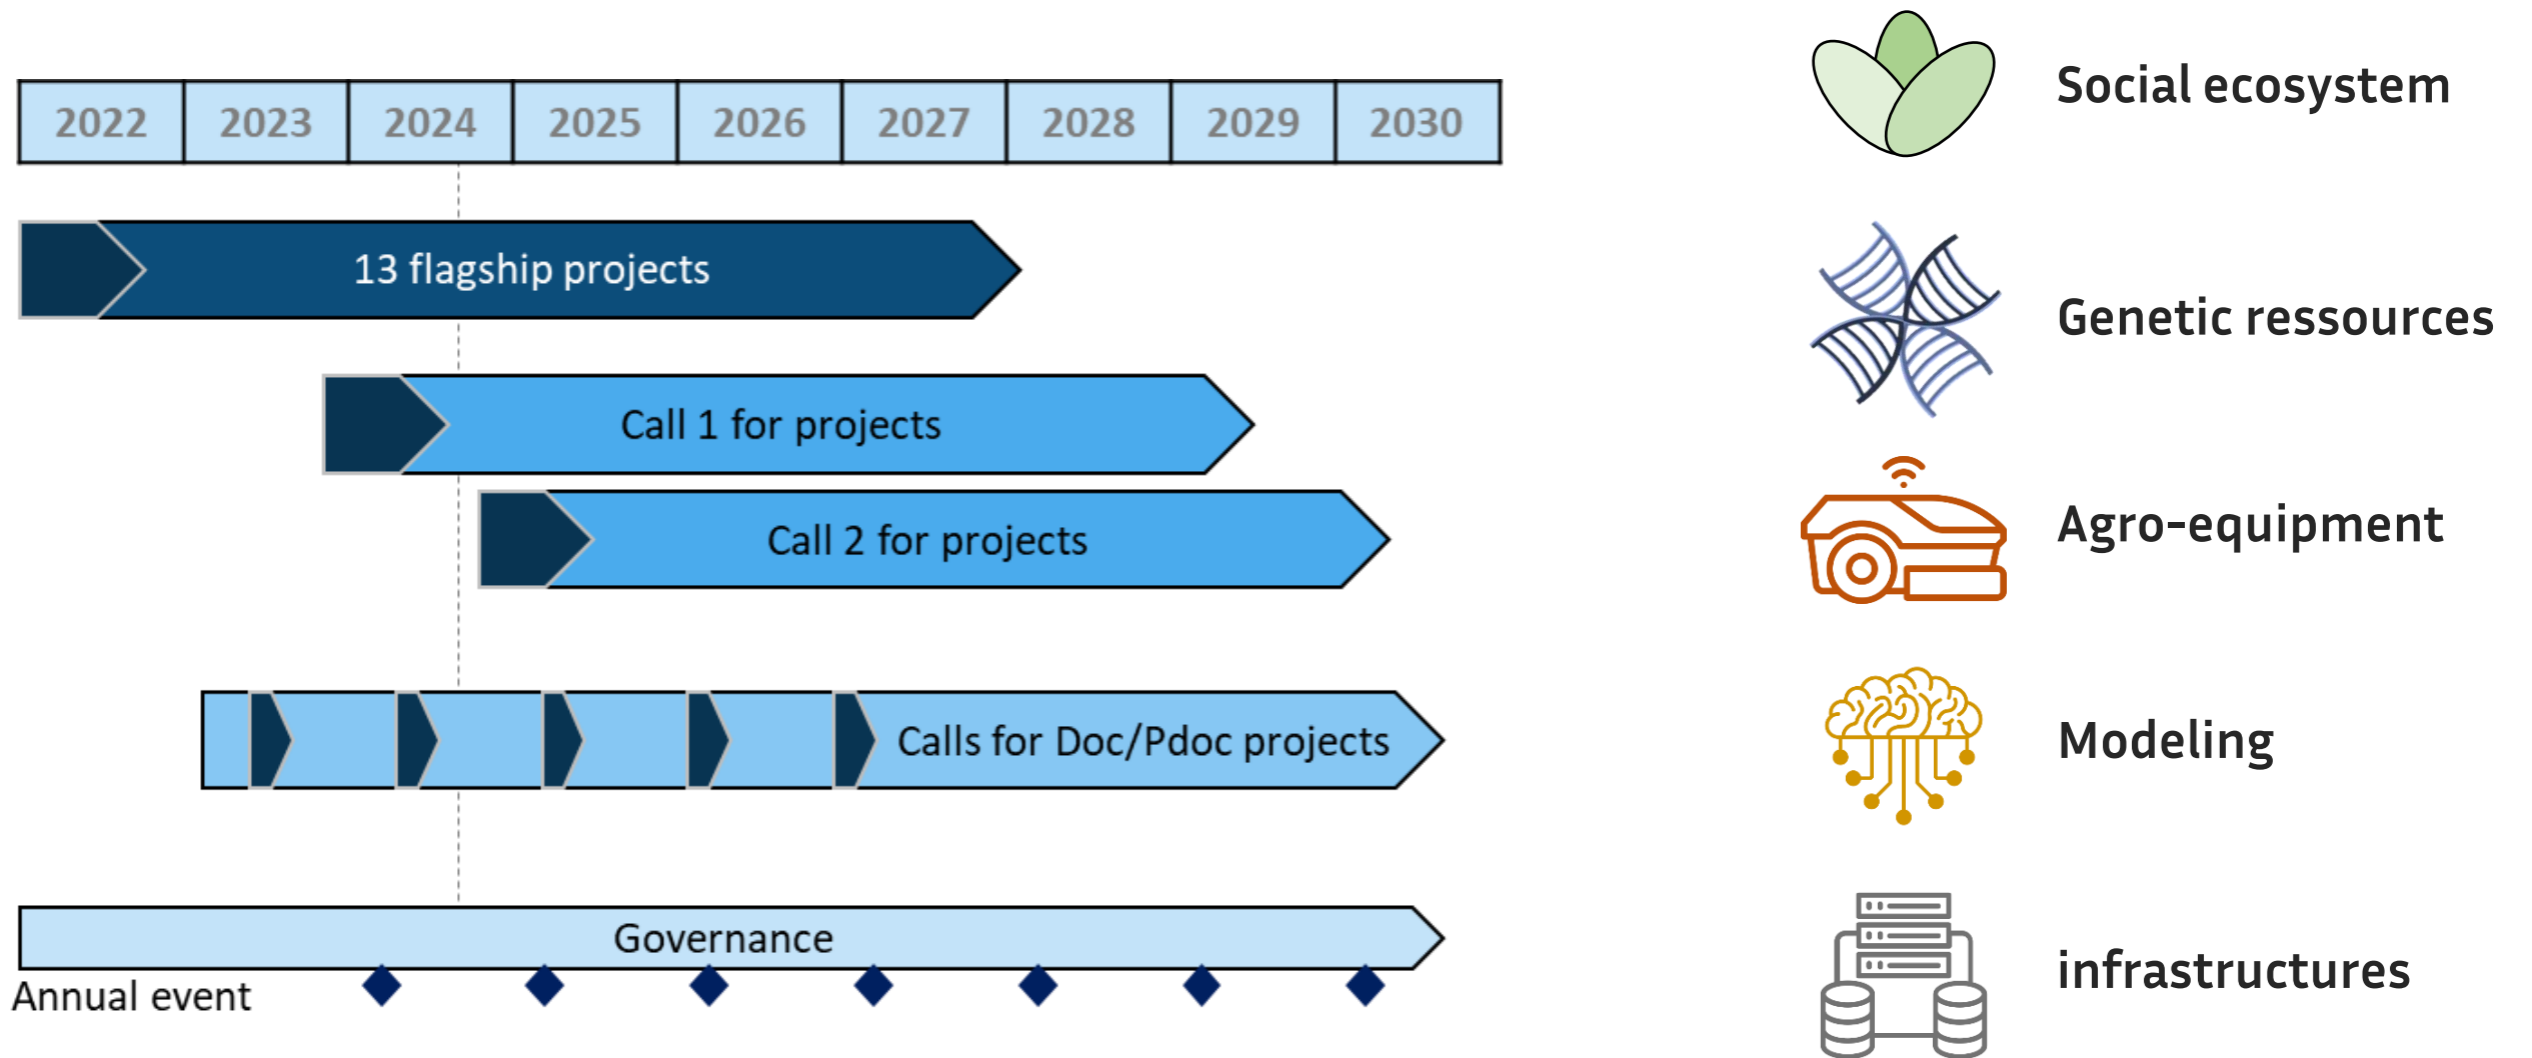 2022 2023 2024 2025 2026 2027 2028 2029 2030
13 flagship projects
Call 1 for projects
Call 2 for projects
Calls for Doc/Pdoc projects
Governance
Annual event
Social ecosystem
Genetic ressources
Agro-equipment
Modeling
infrastructures